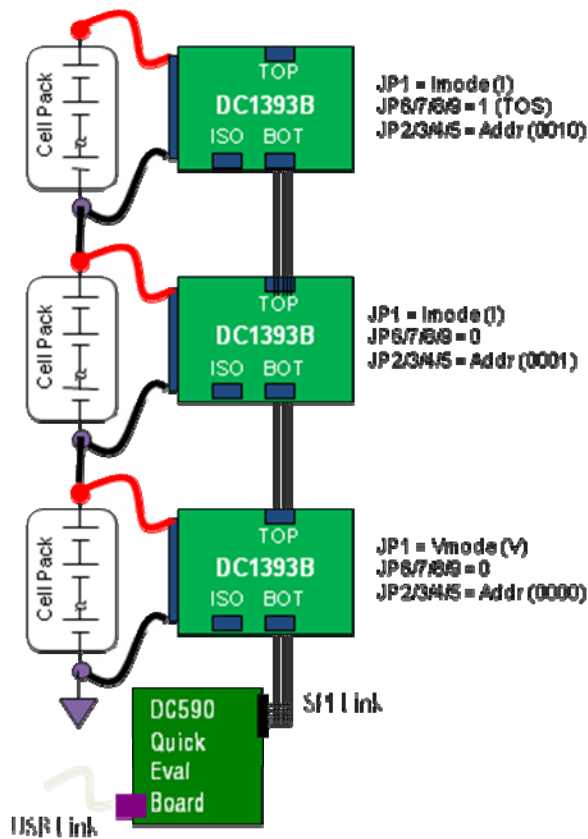 Cell Pack
TOP
DC1393B
ISO BOT
JP1 = Imode (I)
JP6/7/8/9 = 1 (TOS)
JP2/3/4/5 = Addr (0010)
Cell Pack
TOP
DC1393B
ISO BOT
JP1 = Imode (I)
JP6/7/8/9 = 0
JP2/3/4/5 = Addr (0001)
Cell Pack
TOP
DC1393B
ISO BOT
JP1 = Vmode (V)
JP6/7/8/9 = 0
JP2/3/4/5 = Addr (0000)
DC590
Quick
Eval
Board
Link
USB Link